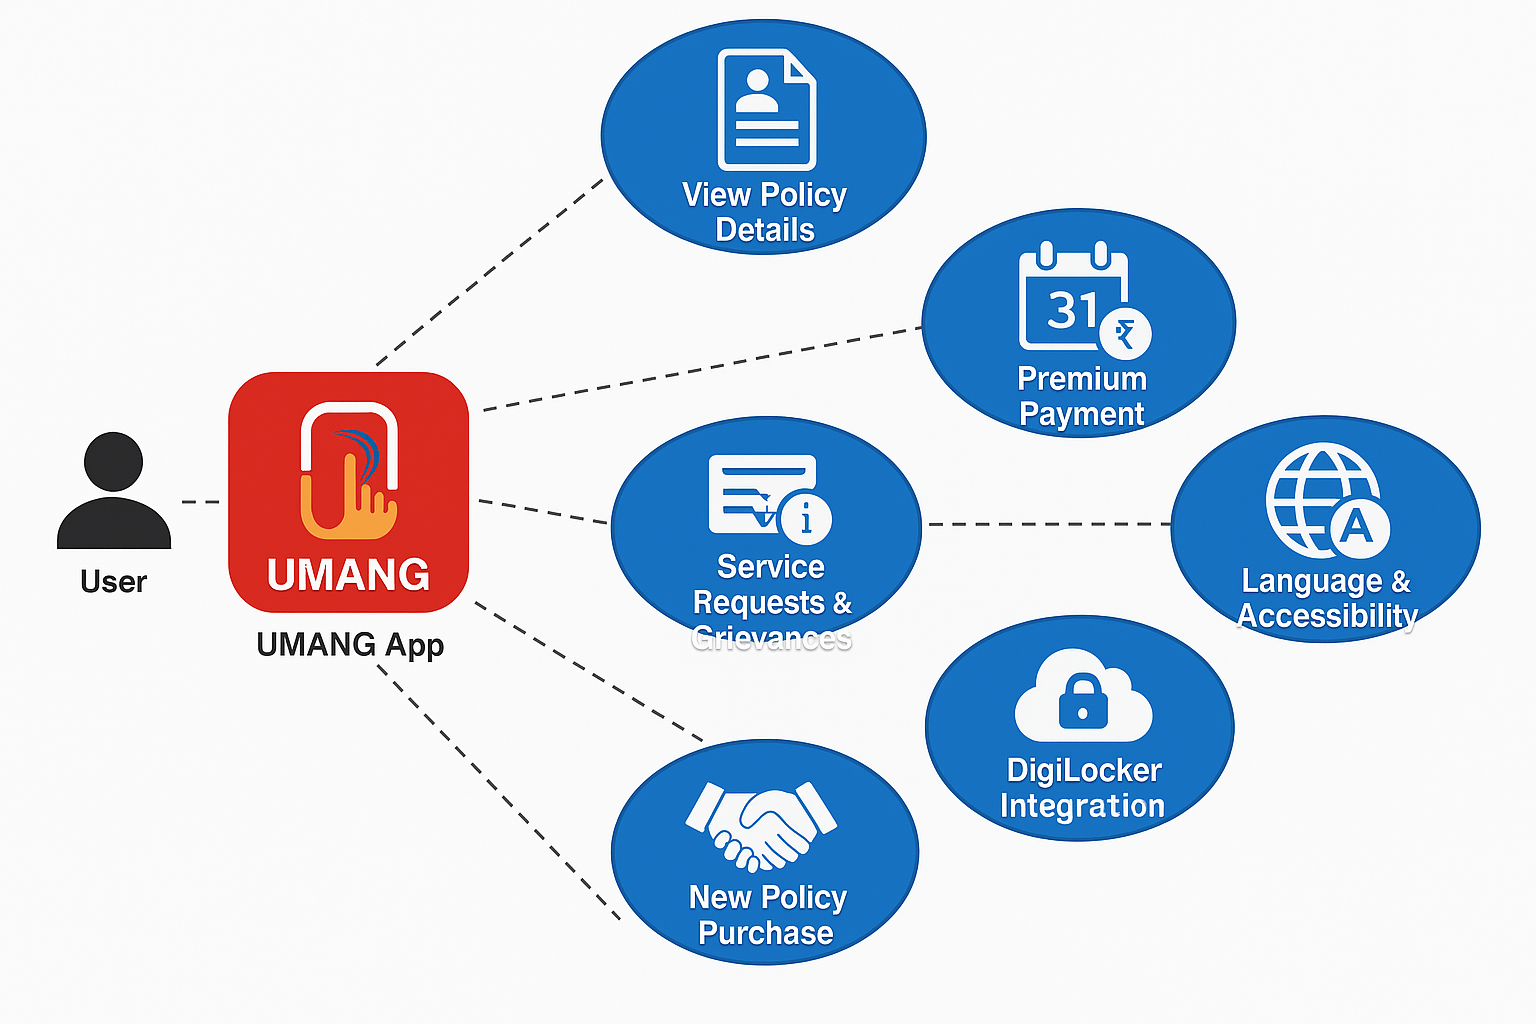 View Policy
Details
31
₹
Premium
Payment
User
UMANG
UMANG App
i
Service
Requests &
Grievances
A
Language &
Accessibility
DigiLocker
Integration
New Policy
Purchase